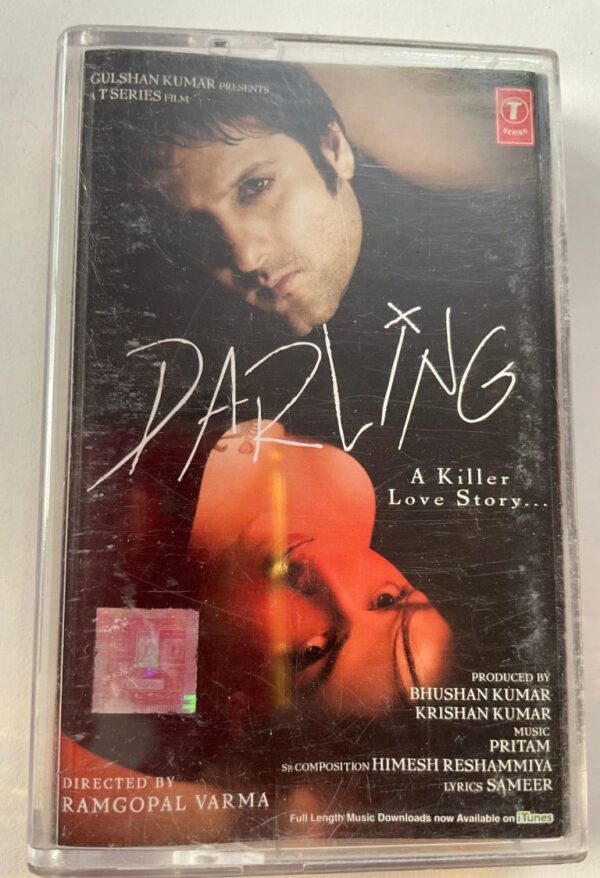 GULSHAN KUMAR PRESENTS
A T SERIES FILM
T
SERIES
DARLING
A Killer
Love Story...
PRODUCED BY
BHUSHAN KUMAR
KRISHAN KUMAR
MUSIC
PRITAM
SP. COMPOSITION HIMESH RESHAMMIYA
LYRICS SAMEER
DIRECTED BY
RAMGOPAL VARMA
Full Length Music Downloads now Available on iTunes